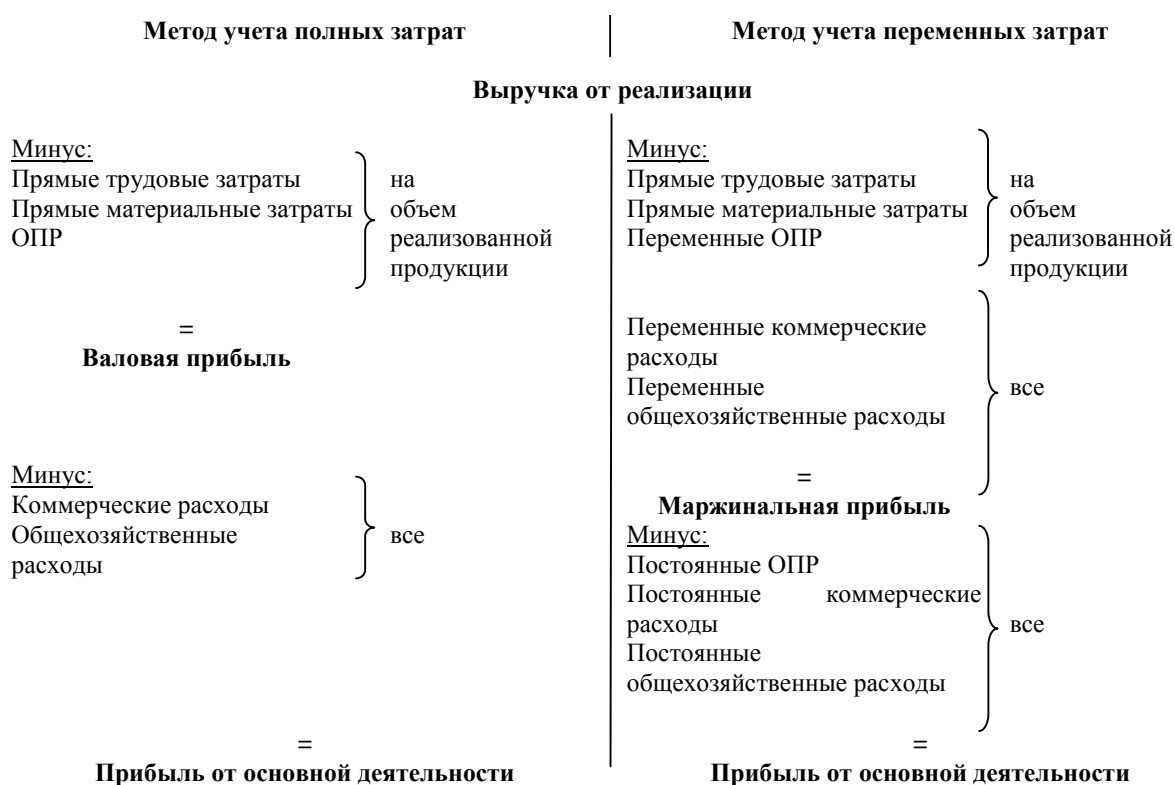 Метод учета полных затрат
Метод учета переменных затрат
Выручка от реализации
Минус:
Прямые трудовые затраты
Прямые материальные затраты
ОПР
на
объем
реализованной
продукции
=
Валовая прибыль
Минус:
Коммерческие расходы
Общехозяйственные
расходы
все
=
Прибыль от основной деятельности
Минус:
Прямые трудовые затраты
Прямые материальные затраты
Переменные ОПР
на
объем
реализованной
продукции
Переменные коммерческие
расходы
Переменные
общехозяйственные расходы
все
=
Маржинальная прибыль
Минус:
Постоянные ОПР
Постоянные коммерческие
расходы
Постоянные
общехозяйственные расходы
все
=
Прибыль от основной деятельности